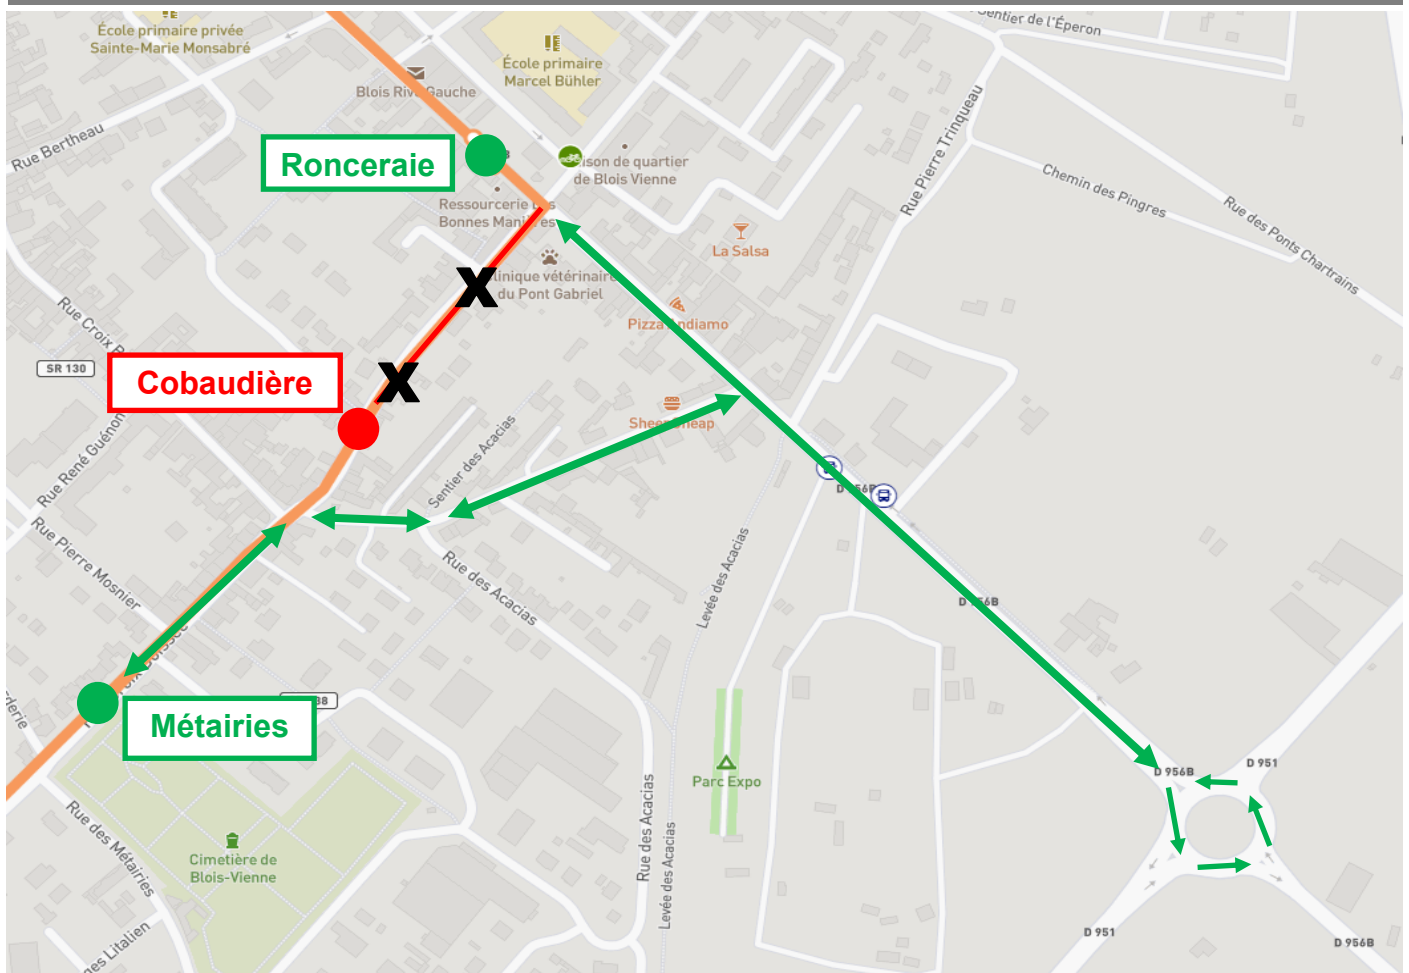 École primaire privée
Sainte-Marie Monsabré
École primaire
Marcel Bühler
Sentier de l'Éperon
Blois Rive Gauche
Rue Bertheau
Ronceraie
de quartier
de Blois Vienne
Ressourcerie
Bonnes
Rue Pierre Trinqueau
Chemin des Pingres
Rue des Ponts Chartrains
La Salsa
X
vétérinaire
du Pont Gabriel
Pizza
Rue Croix
SR 130
Cobaudière
X
Rue René Guénon
Sentier des Acacias
Rue Pierre Mosnier
Rue des Acacias
Levée des Acacias
D 956B
D 956B
Métairies
Parc Expo
D 956B
D 951
Rue des Métairies
Cimetière de
Blois-Vienne
Rue des Acacias
Levée des Acacias
Litalien
D 951
D 956B